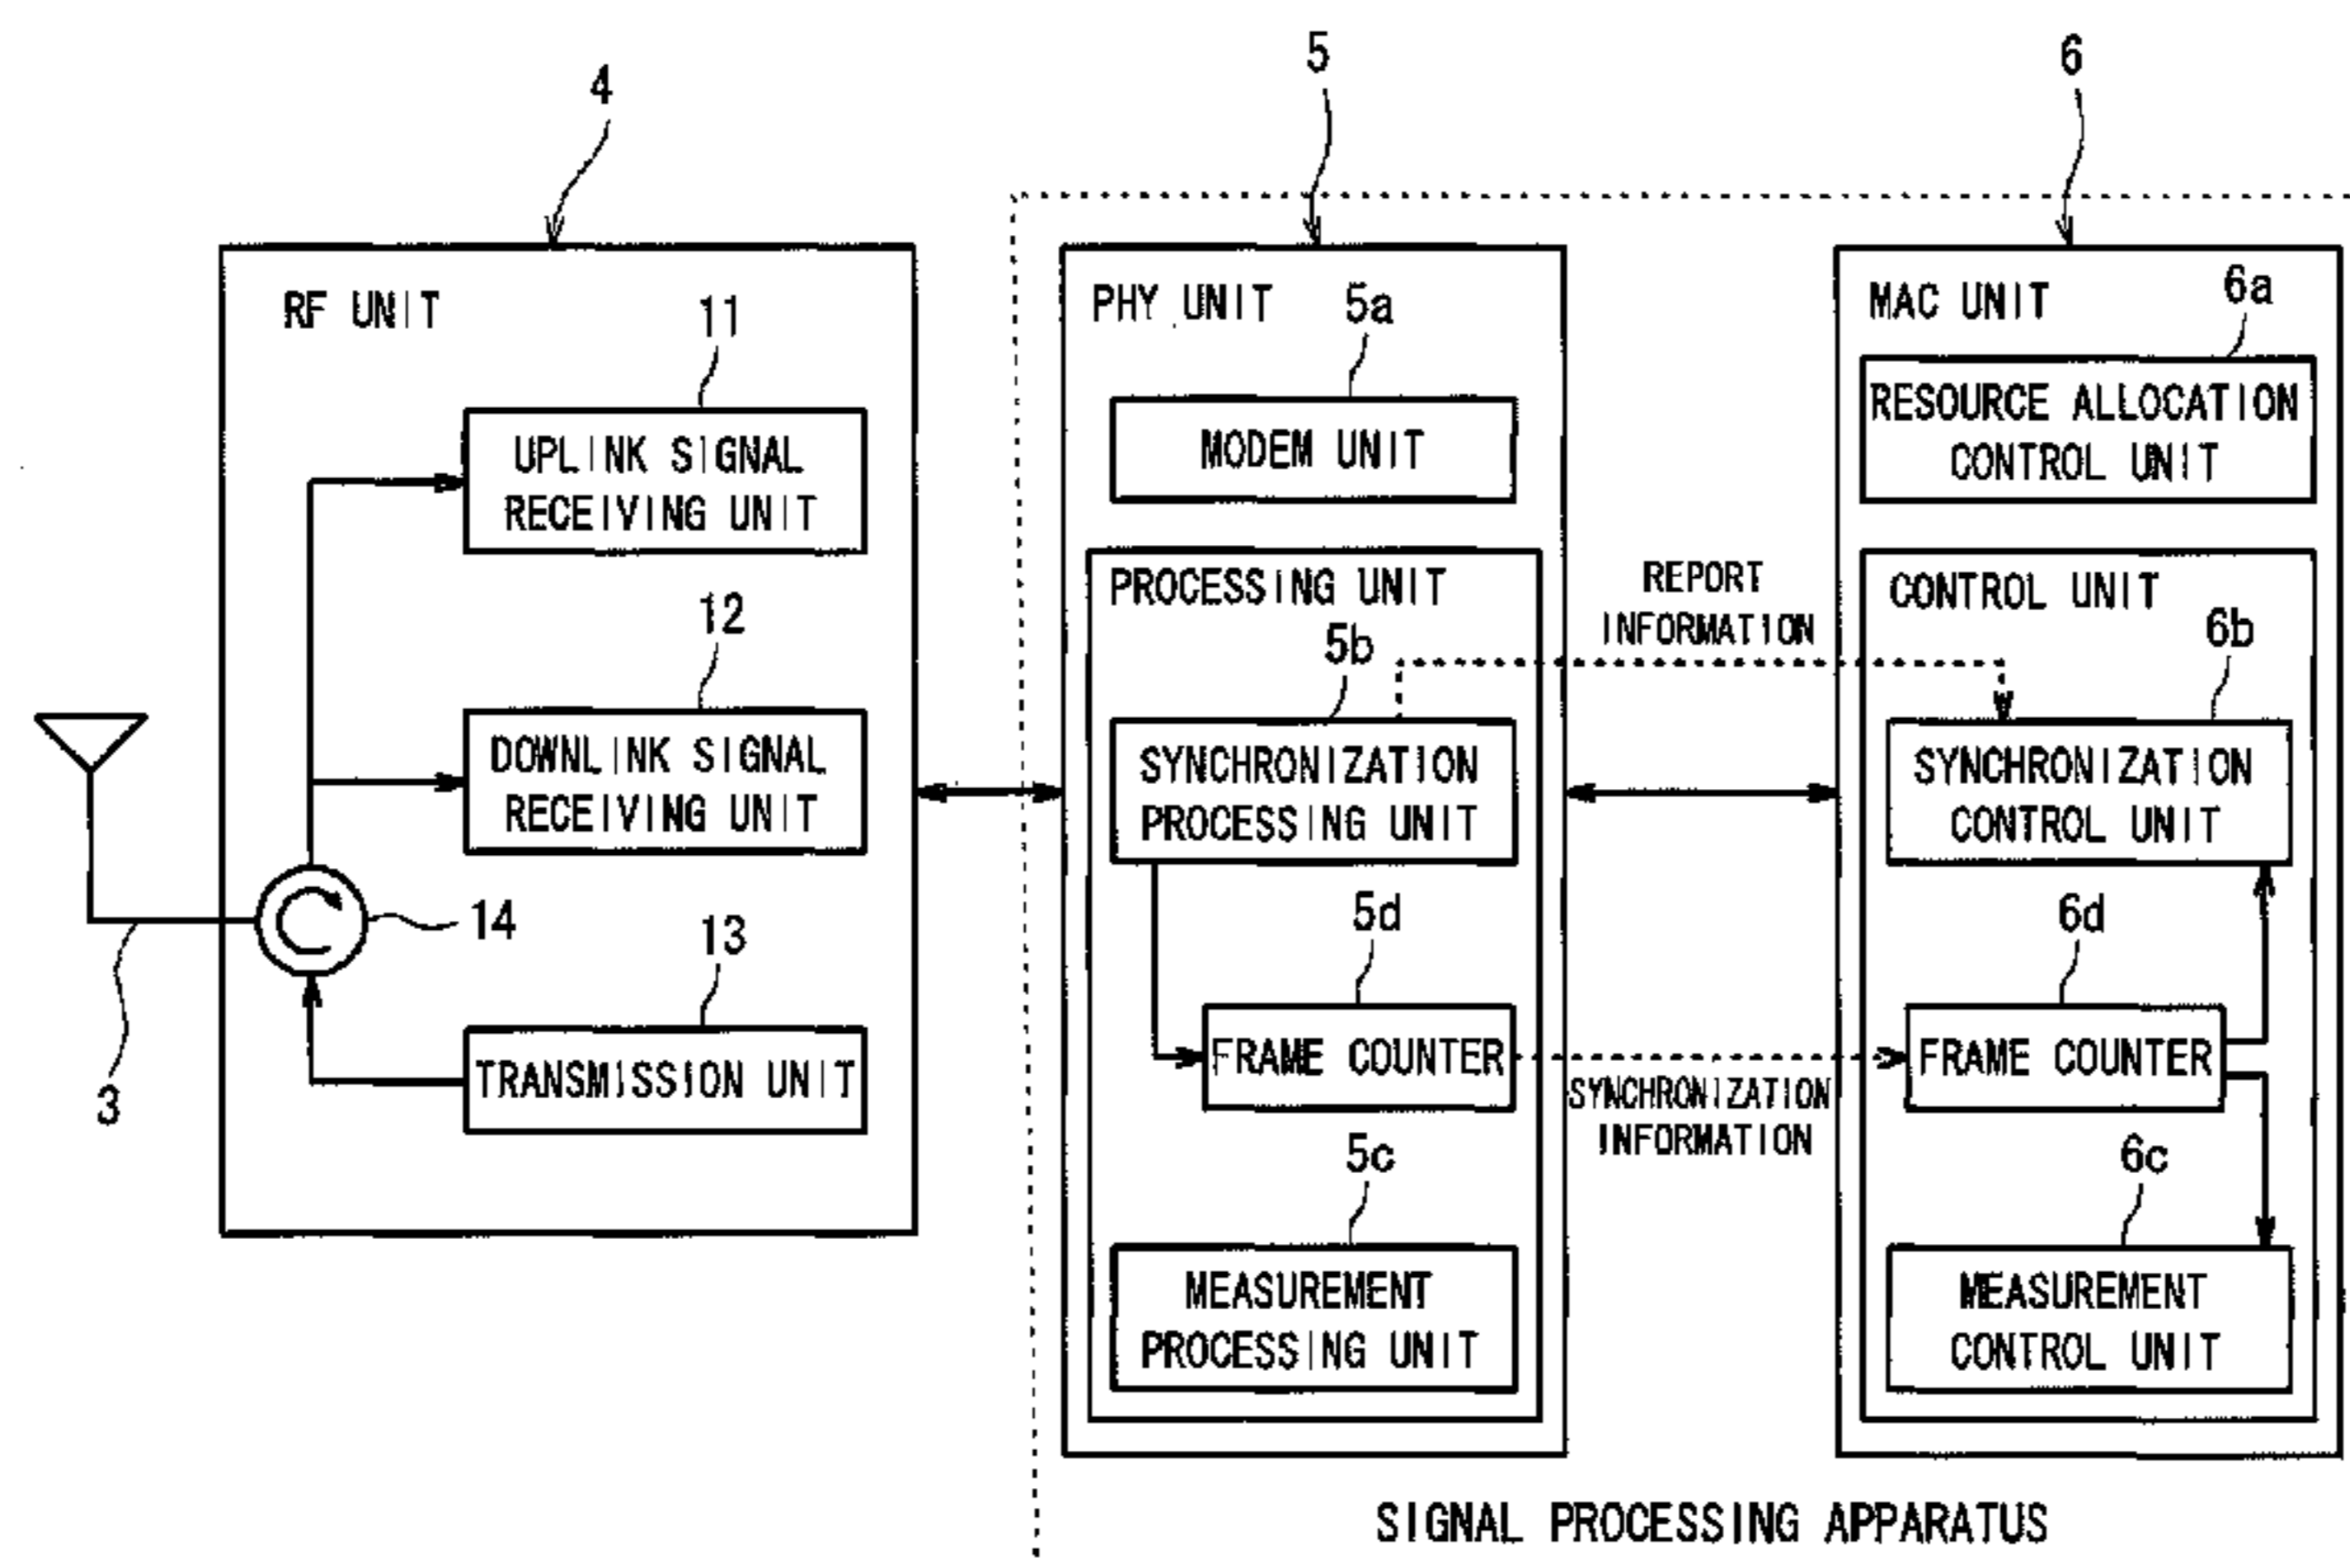 4
5
6
RF UNIT
11
UPLINK SIGNAL
RECEIVING UNIT
12
DOWNLINK SIGNAL
RECEIVING UNIT
14
13
TRANSMISSION UNIT
3
PHY UNIT
5a
MODEM UNIT
PROCESSING UNIT
5b
SYNCHRONIZATION
PROCESSING UNIT
5d
FRAME COUNTER
5c
MEASUREMENT
PROCESSING UNIT
REPORT
INFORMATION
SYNCHRONIZATION
INFORMATION
MAC UNIT
6a
RESOURCE ALLOCATION
CONTROL UNIT
CONTROL UNIT
6b
SYNCHRONIZATION
CONTROL UNIT
6d
FRAME COUNTER
6c
MEASUREMENT
CONTROL UNIT
SIGNAL PROCESSING APPARATUS